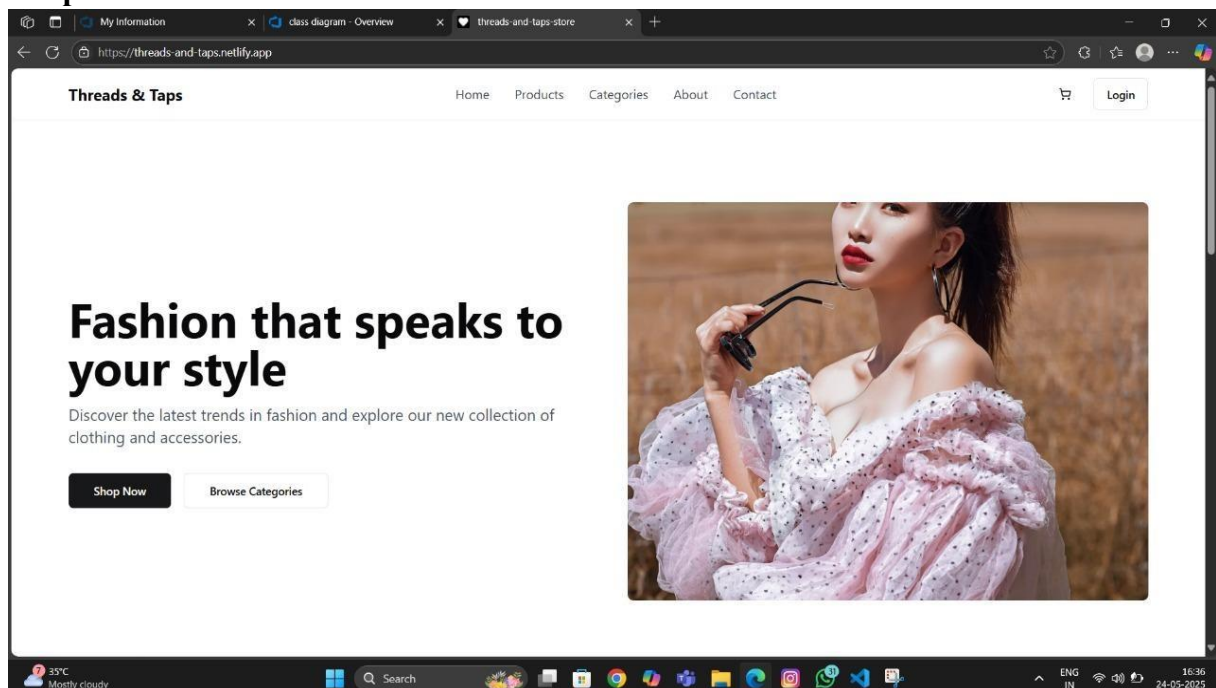 My Information
class diagram - Overview
threads-and-taps-store
https://threads-and-taps.netlify.app
Threads & Taps
Home Products Categories About Contact
Login
Fashion that speaks to
your style
Discover the latest trends in fashion and explore our new collection of
clothing and accessories.
Shop Now Browse Categories
7
35°C
Mostly cloudy
Search
31
ENG
IN
16:36
24-05-2025